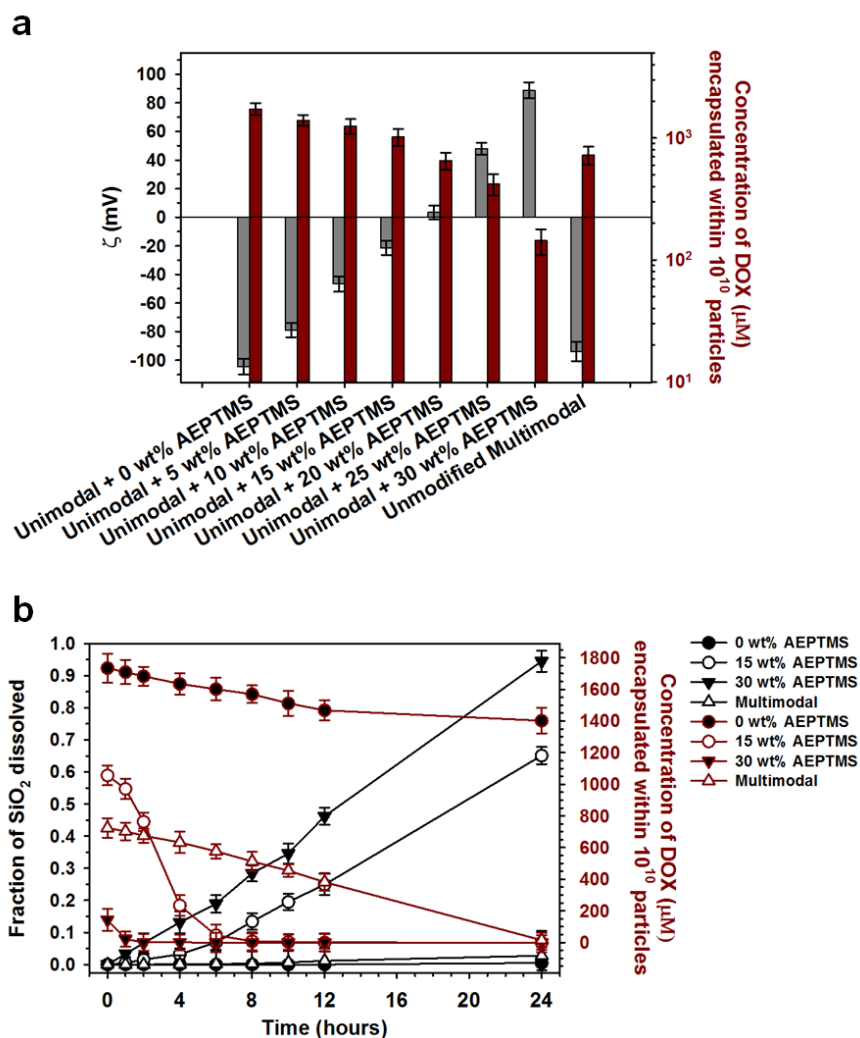 a
100
80
60
40
20
0
-20
-40
-60
-80
-100
ζ (mV)
10³
10²
10¹
Concentration of DOX (μM)
encapsulated within 10¹⁰ particles
Unimodal + 0 wt% AEPTMS
Unimodal + 5 wt% AEPTMS
Unimodal + 10 wt% AEPTMS
Unimodal + 15 wt% AEPTMS
Unimodal + 20 wt% AEPTMS
Unimodal + 25 wt% AEPTMS
Unimodal + 30 wt% AEPTMS
Unmodified Multimodal
b
1.0
0.9
0.8
0.7
0.6
0.5
0.4
0.3
0.2
0.1
0.0
Fraction of SiO₂ dissolved
0 4 8 12 16 20 24
Time (hours)
1800
1600
1400
1200
1000
800
600
400
200
0
Concentration of DOX (μM)
encapsulated within 10¹⁰ particles
0 wt% AEPTMS
15 wt% AEPTMS
30 wt% AEPTMS
Multimodal
0 wt% AEPTMS
15 wt% AEPTMS
30 wt% AEPTMS
Multimodal